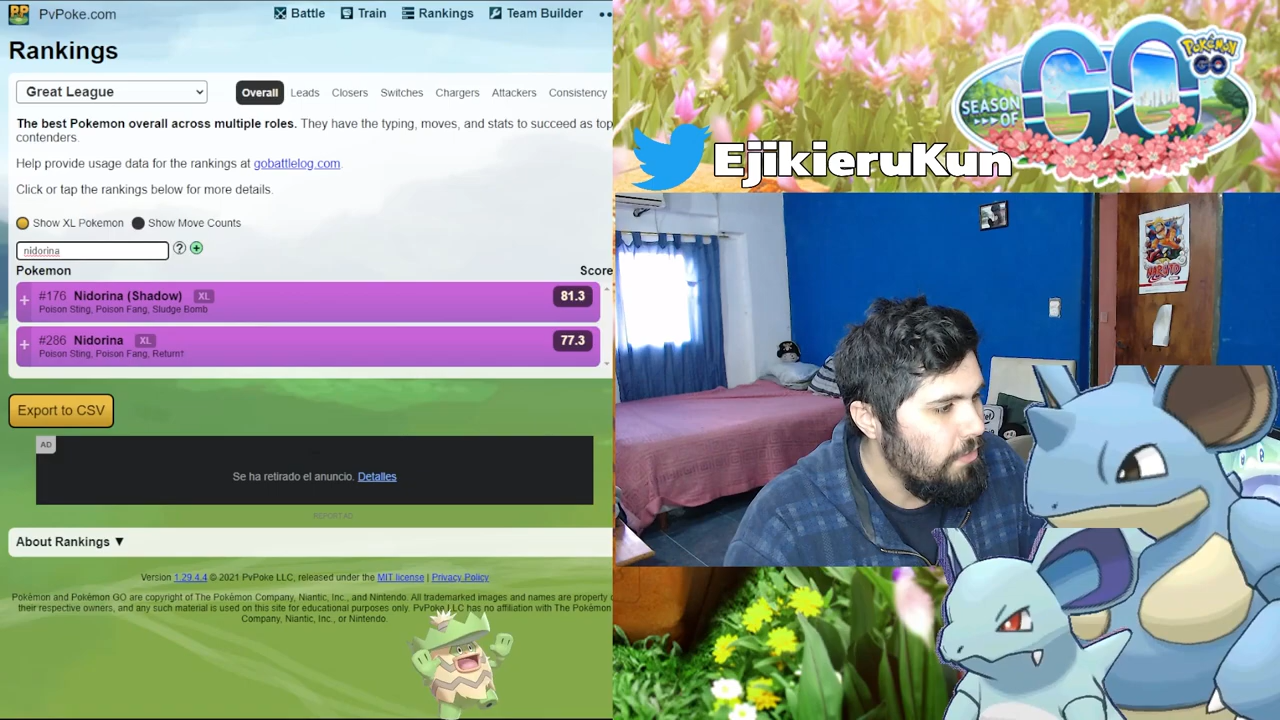 PvPoke.com
Battle
Train
Rankings
Team Builder
Rankings
Great League
Overall
Leads
Closers
Switches
Chargers
Attackers
Consistency
The best Pokemon overall across multiple roles. They have the typing, moves, and stats to succeed as top
contenders.
Help provide usage data for the rankings at gobattlelog.com.
Click or tap the rankings below for more details.
Show XL Pokemon
Show Move Counts
nidorina
?
Pokemon
Score
#176 Nidorina (Shadow) XL
81.3
Poison Sting, Poison Fang, Sludge Bomb
#286 Nidorina XL
77.3
Poison Sting, Poison Fang, Return†
Export to CSV
AD
Se ha retirado el anuncio. Detalles
REPORT AD
About Rankings ▼
Version 1.29.4.4 © 2021 PvPoke LLC, released under the MIT license | Privacy Policy
Pokémon and Pokémon GO are copyright of The Pokémon Company, Niantic, Inc., and Nintendo. All trademarked images and names are property
their respective owners, and any such material is used on this site for educational purposes only. PvPoke LLC has no affiliation with The Pokémon
Company, Niantic, Inc., or Nintendo.
SEASON
OF
GO
POKÉMON
GO
EjikieruKun
NARUTO